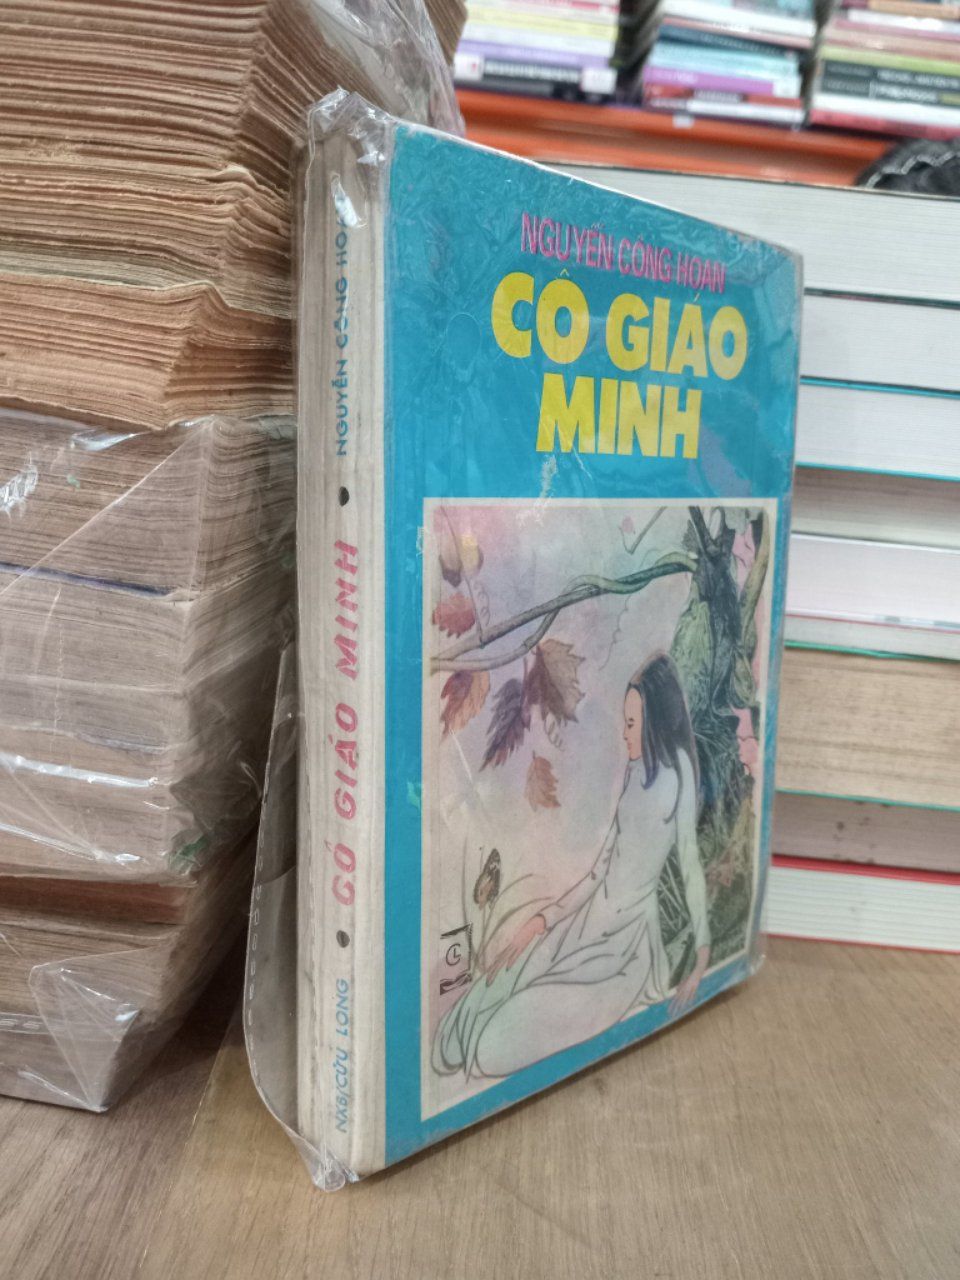 NGUYỄN CÔNG HOAN
CÔ GIÁO
MINH
NGUYỄN CÔNG HOAN • CÔ GIÁO MINH • NXB/CỬU LONG